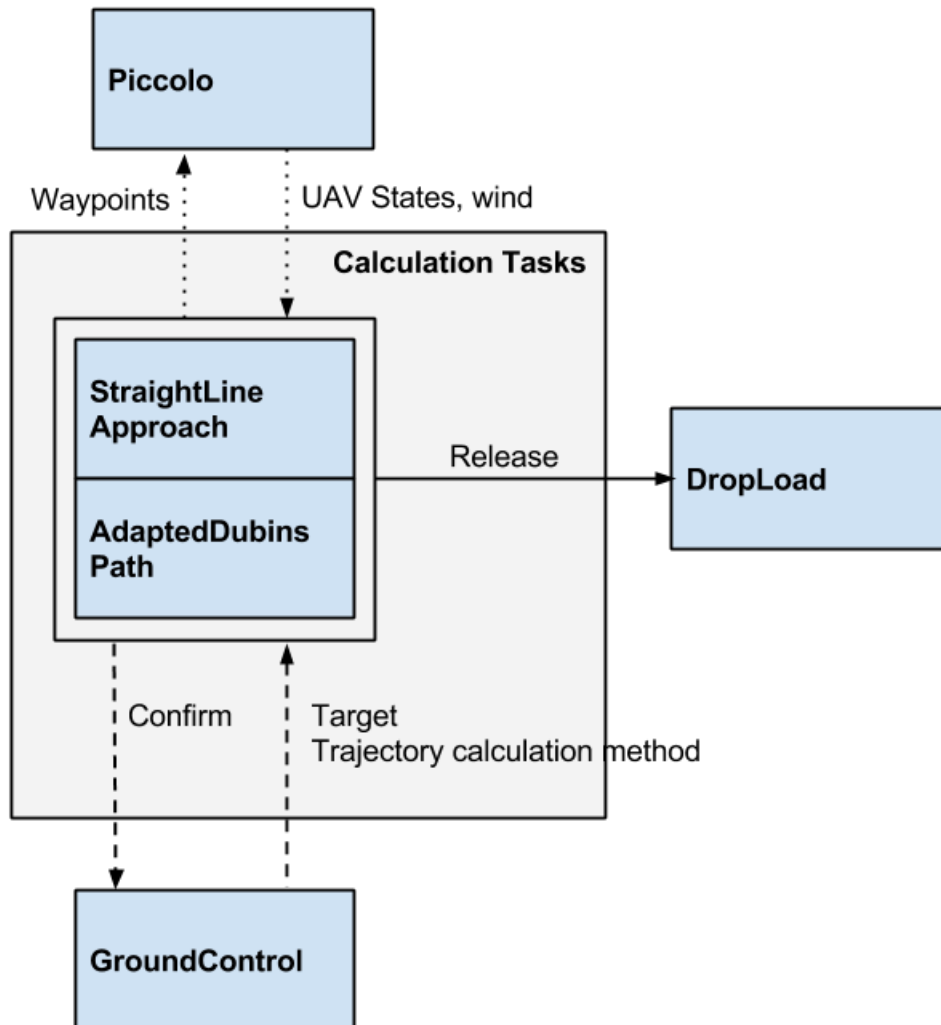 Piccolo
Waypoints
UAV States, wind
Calculation Tasks
StraightLine
Approach
Release
DropLoad
AdaptedDubins
Path
Confirm
Target
Trajectory calculation method
GroundControl